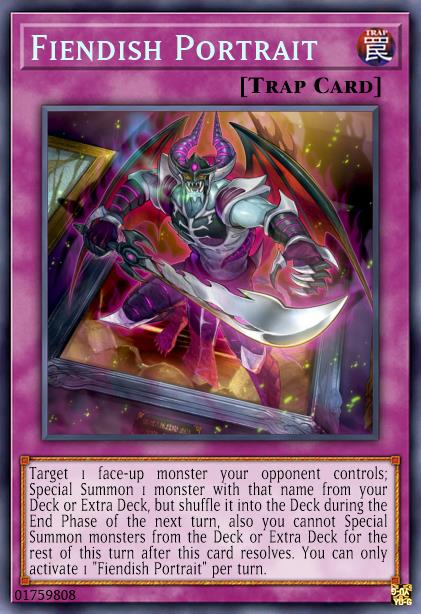 Fiendish Portrait
TRAP
罠
[Trap Card]
Target 1 face-up monster your opponent controls;
Special Summon 1 monster with that name from your
Deck or Extra Deck, but shuffle it into the Deck during the
End Phase of the next turn, also you cannot Special
Summon monsters from the Deck or Extra Deck for the
rest of this turn after this card resolves. You can only
activate 1 "Fiendish Portrait" per turn.
01759808